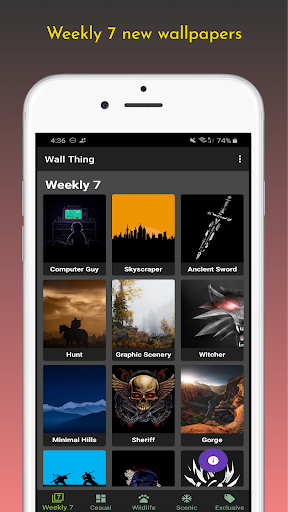 Weekly 7 new wallpapers
4:36
74%
Wall Thing
Weekly 7
Computer Guy
Skyscraper
Ancient Sword
Hunt
Graphic Scenery
Witcher
Minimal Hills
Sheriff
Gorge
7
Weekly 7
Casual
Wildlife
Scenic
Exclusive